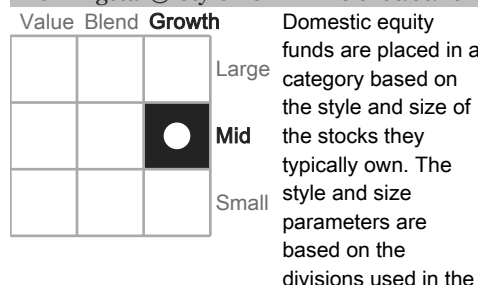 Value Blend Growth
Large
Mid
Small
Domestic equity
funds are placed in a
category based on
the style and size of
the stocks they
typically own. The
style and size
parameters are
based on the
divisions used in the